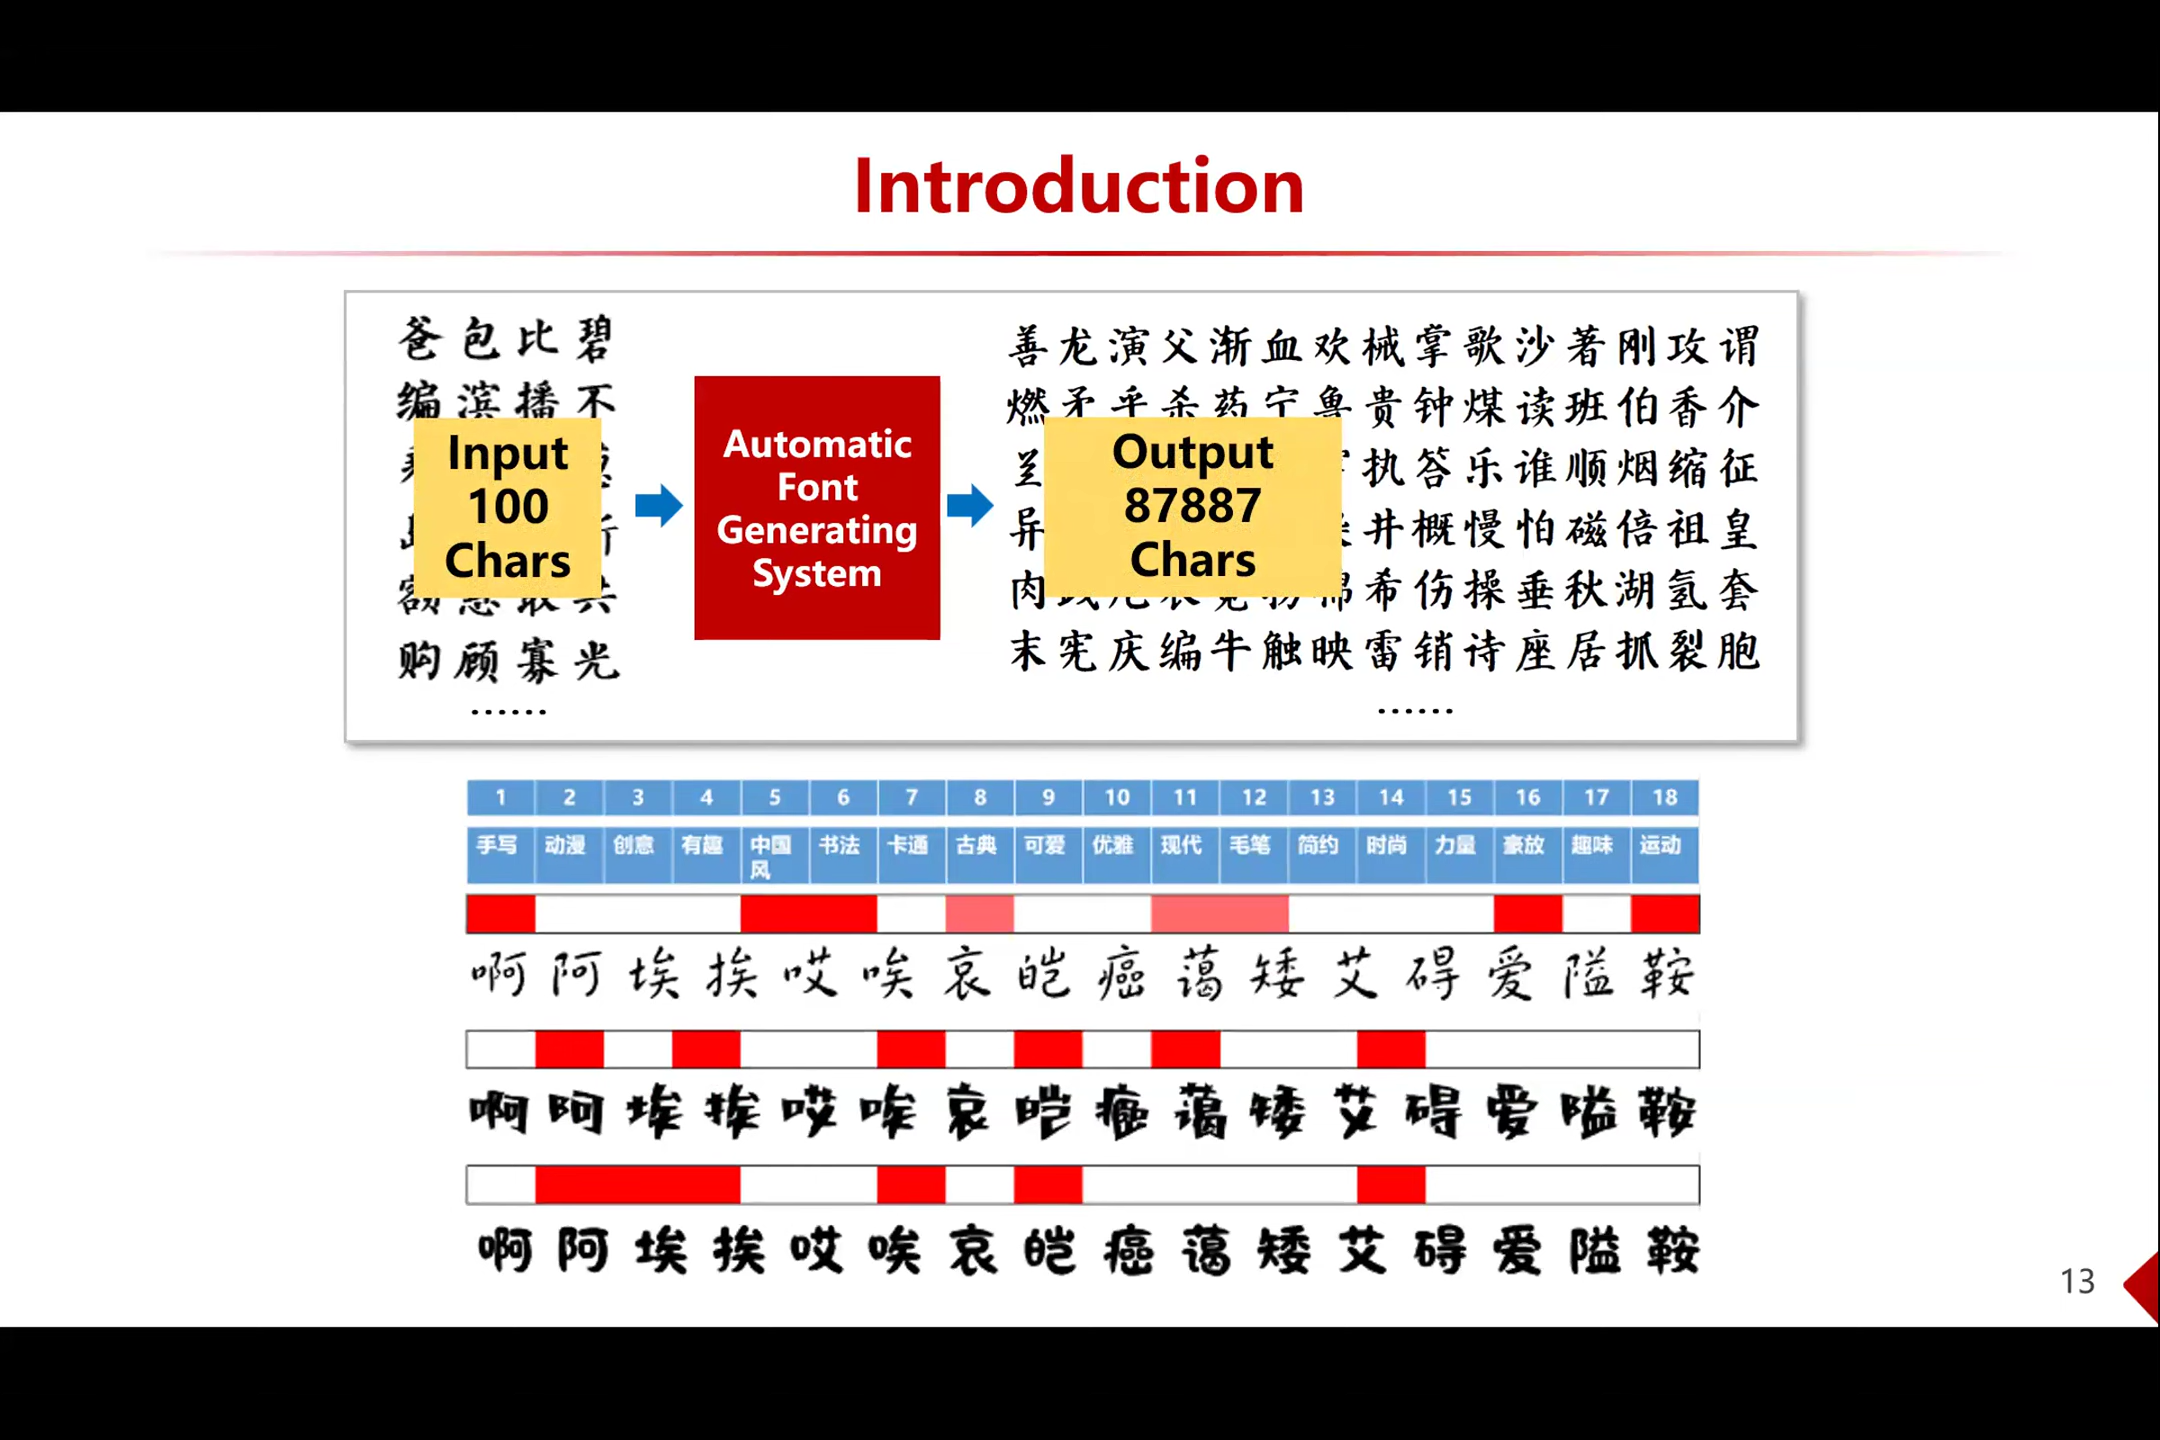 Introduction
爸包比碧
编滨播不
Input
100
Chars
购顾寡光
……
Automatic
Font
Generating
System
善龙演父渐血欢械掌歌沙著刚攻谓
燃矛乎杀药宁鲁贵钟煤读班伯香介
执答乐谁顺烟缩征
异井概慢怕磁倍祖皇
肉希伤操垂秋湖氢套
末宪庆编牛触映雷销诗座居抓裂胞
Output
87887
Chars
……
1 2 3 4 5 6 7 8 9 10 11 12 13 14 15 16 17 18
手写 动漫 创意 有趣 中国风 书法 卡通 古典 可爱 优雅 现代 毛笔 简约 时尚 力量 豪放 趣味 运动
啊阿埃挨哎唉哀皑癌蔼矮艾碍爱隘鞍
啊阿埃挨哎唉哀皑癌蔼矮艾碍爱隘鞍
啊阿埃挨哎唉哀皑癌蔼矮艾碍爱隘鞍
13